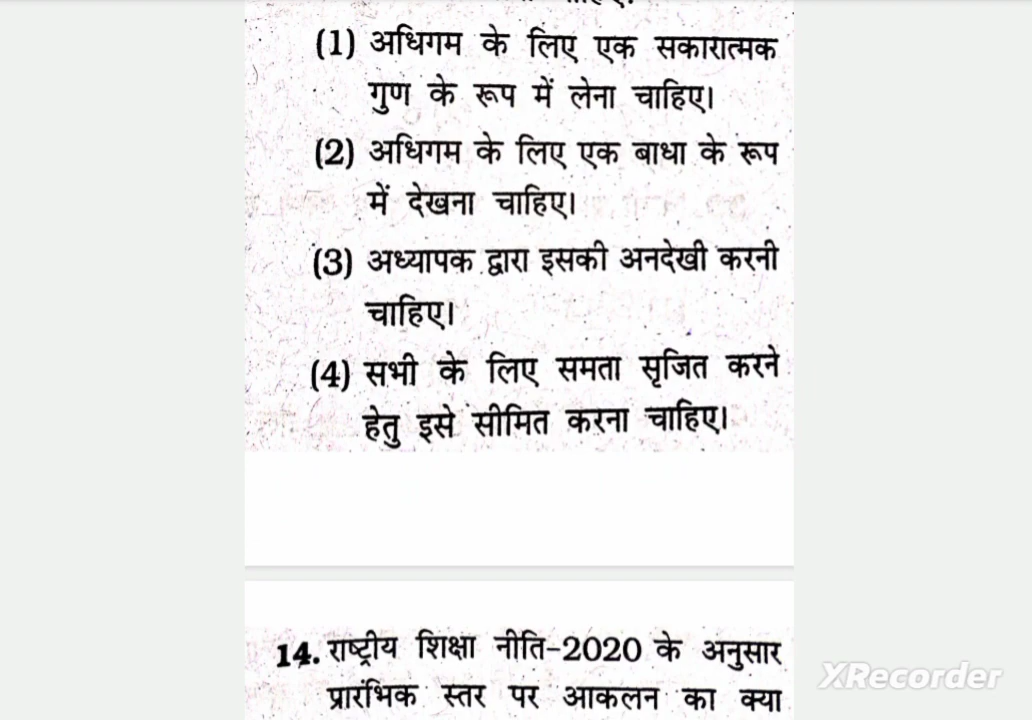 (1) अधिगम के लिए एक सकारात्मक
गुण के रूप में लेना चाहिए।
(2) अधिगम के लिए एक बाधा के रूप
में देखना चाहिए।
(3) अध्यापक द्वारा इसकी अनदेखी करनी
चाहिए।
(4) सभी के लिए समता सृजित करने
हेतु इसे सीमित करना चाहिए।
14. राष्ट्रीय शिक्षा नीति-2020 के अनुसार
प्रारंभिक स्तर पर आकलन का क्या
XRecorder